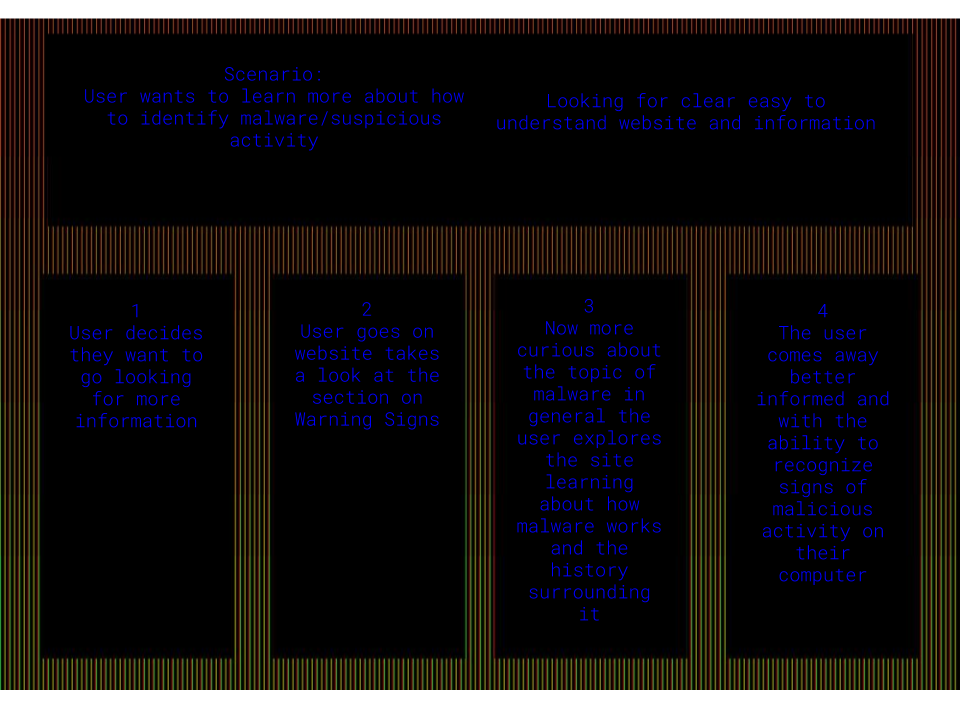 Scenario:
User wants to learn more about how
to identify malware/suspicious
activity
Looking for clear easy to
understand website and information
1
User decides
they want to
go looking
for more
information
2
User goes on
website takes
a look at the
section on
Warning Signs
3
Now more
curious about
the topic of
malware in
general the
user explores
the site
learning
about how
malware works
and the
history
surrounding
it
4
The user
comes away
better
informed and
with the
ability to
recognize
signs of
malicious
activity on
their
computer